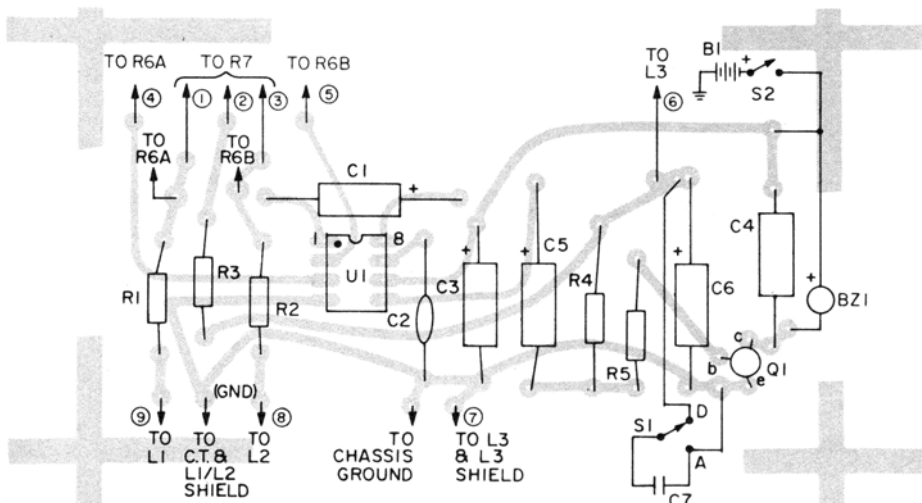 TO R6A
TO R7
TO R6B
TO
L3
B1
+
S2
④
①
②
③
⑤
⑥
TO
R6A
TO
R6B
C1
+
1
8
U1
+
C5
+
C4
+
BZ1
R1
R3
R2
C2
C3
R4
R5
C6
c
b
e
Q1
(GND)
⑨
⑧
⑦
S1
D
A
C7
TO
L1
TO
C.T. &
L1/L2
SHIELD
TO
L2
TO
CHASSIS
GROUND
TO L3
& L3
SHIELD